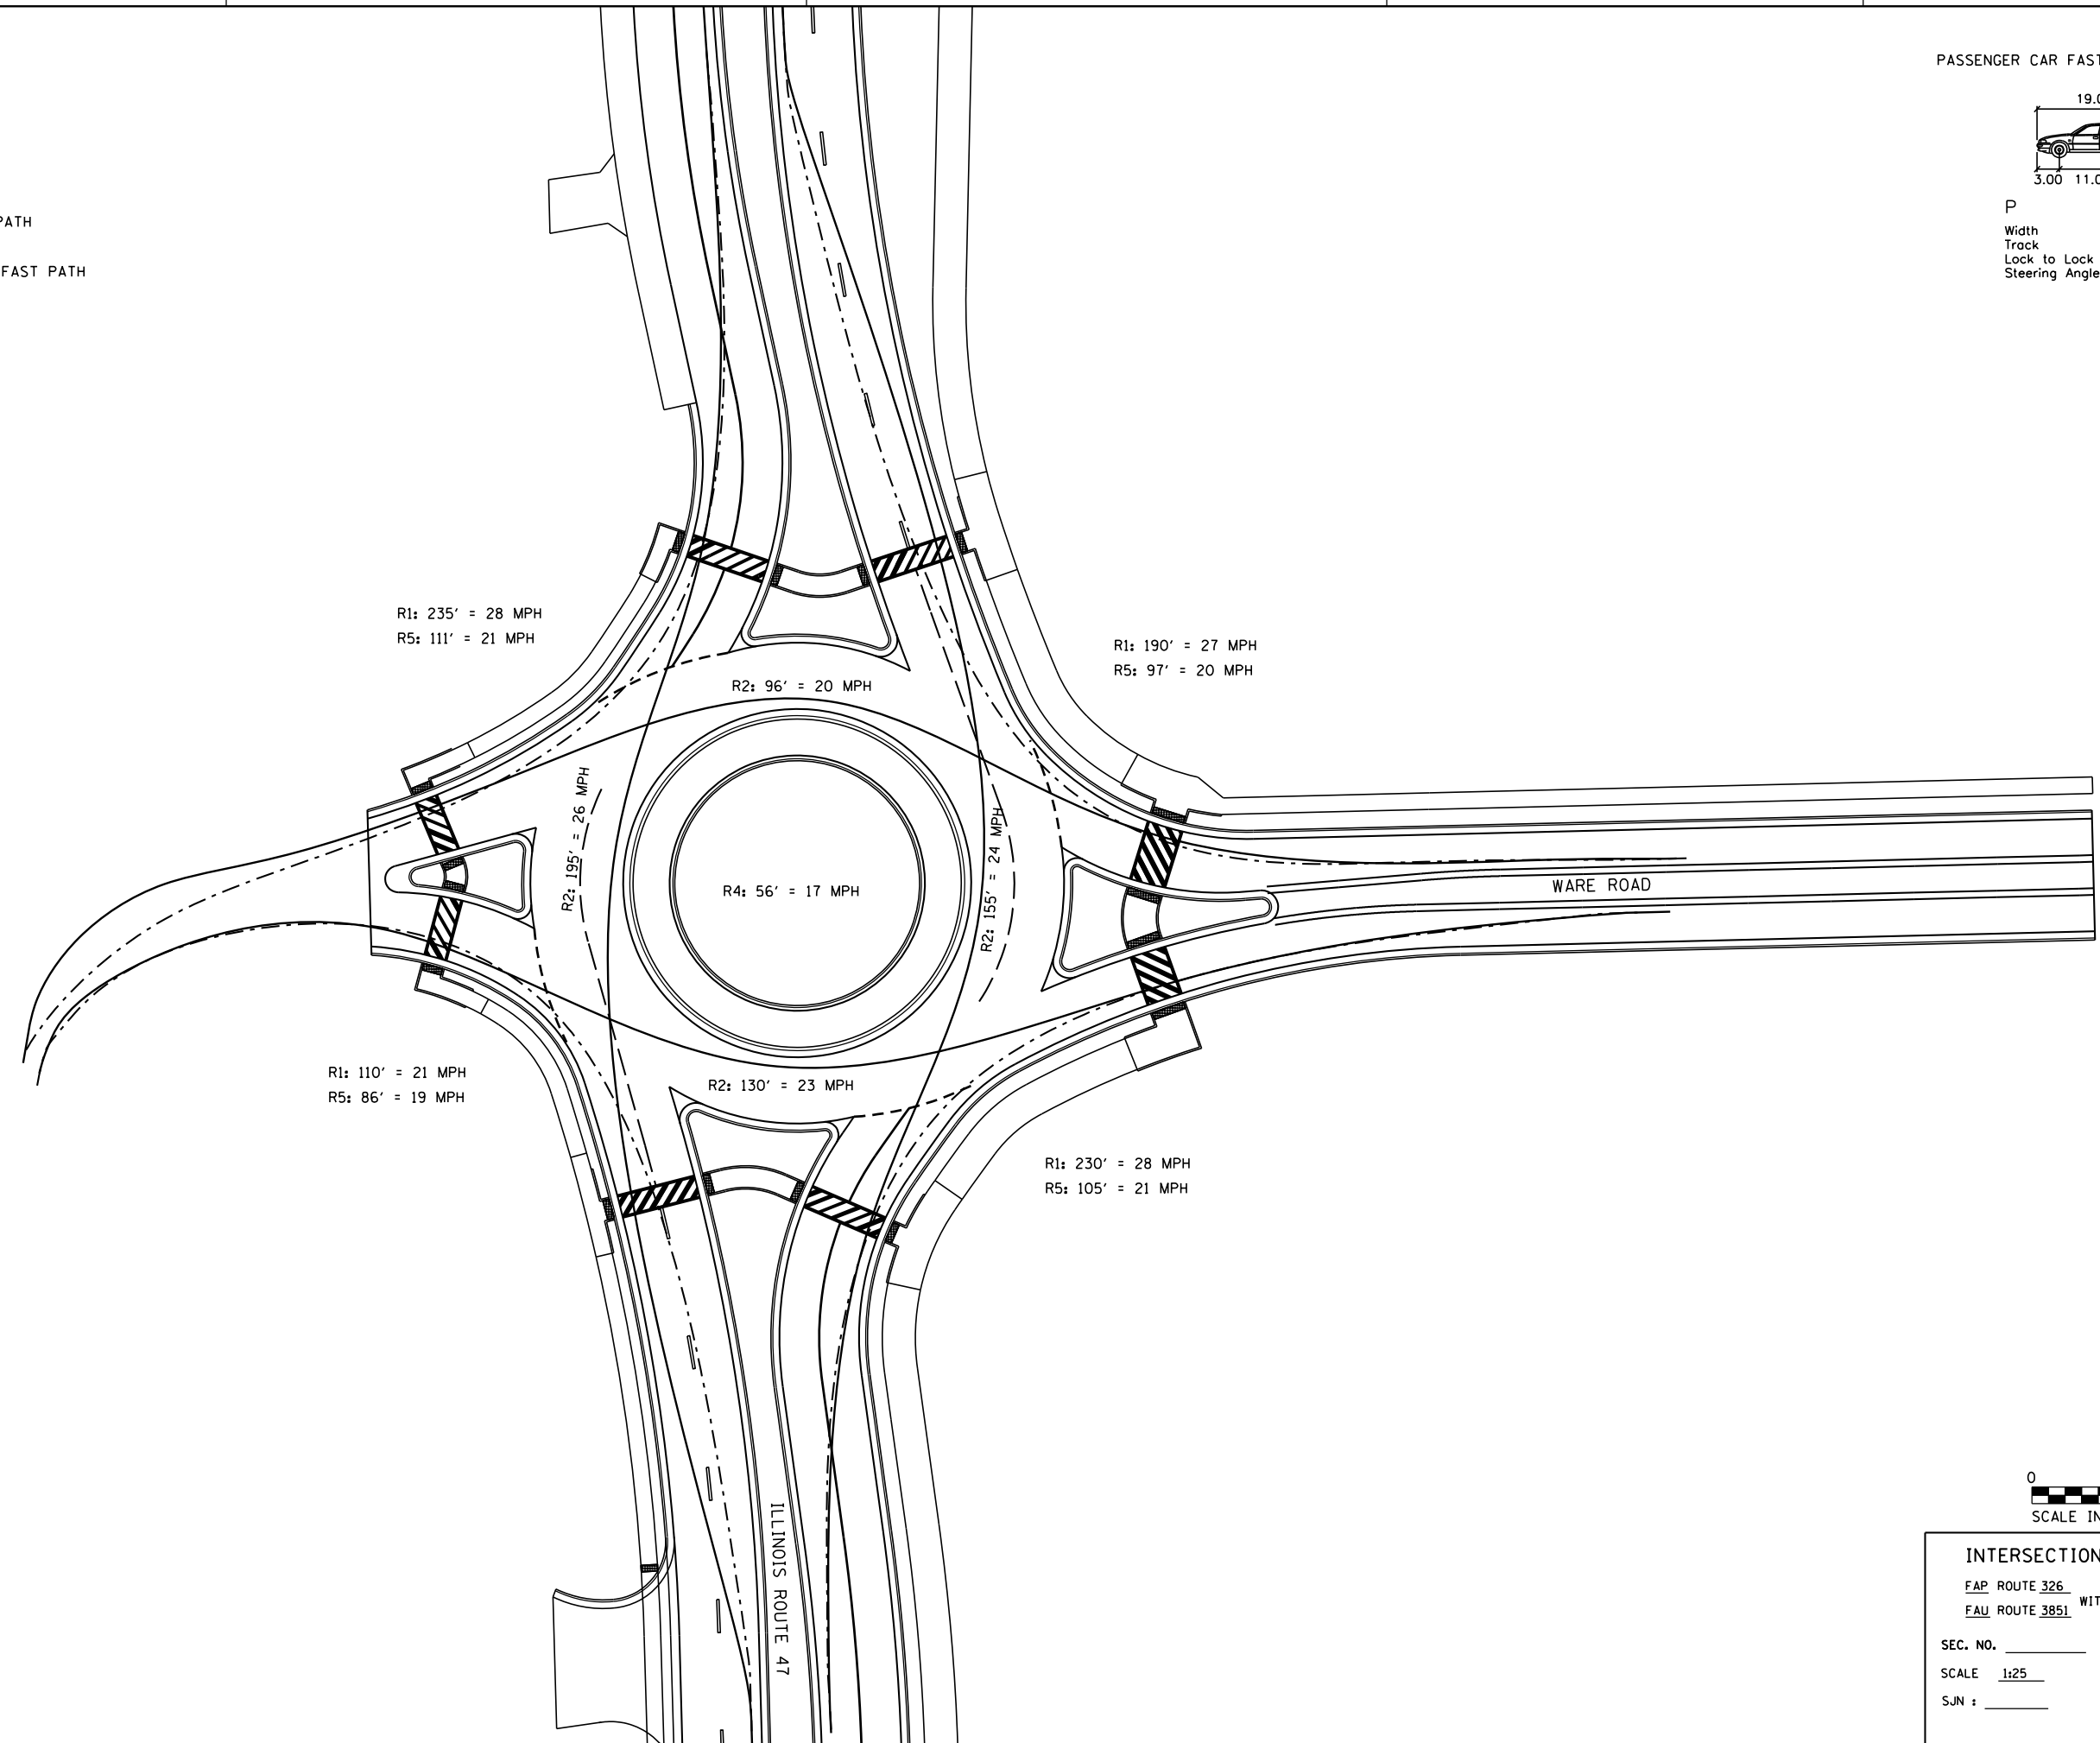 PASSENGER CAR FAST
19.0
3.00 11.0
P
Width
Track
Lock to Lock
Steering Angle
PATH
FAST PATH
R1: 235' = 28 MPH
R5: 111' = 21 MPH
R1: 190' = 27 MPH
R5: 97' = 20 MPH
R2: 96' = 20 MPH
R2: 195' = 26 MPH
R4: 56' = 17 MPH
R2: 155' = 24 MPH
WARE ROAD
R2: 130' = 23 MPH
R1: 110' = 21 MPH
R5: 86' = 19 MPH
R1: 230' = 28 MPH
R5: 105' = 21 MPH
ILLINOIS ROUTE 47
0
SCALE IN
INTERSECTION
FAP ROUTE 326
WIT
FAU ROUTE 3851
SEC. NO.
SCALE 1:25
SJN :